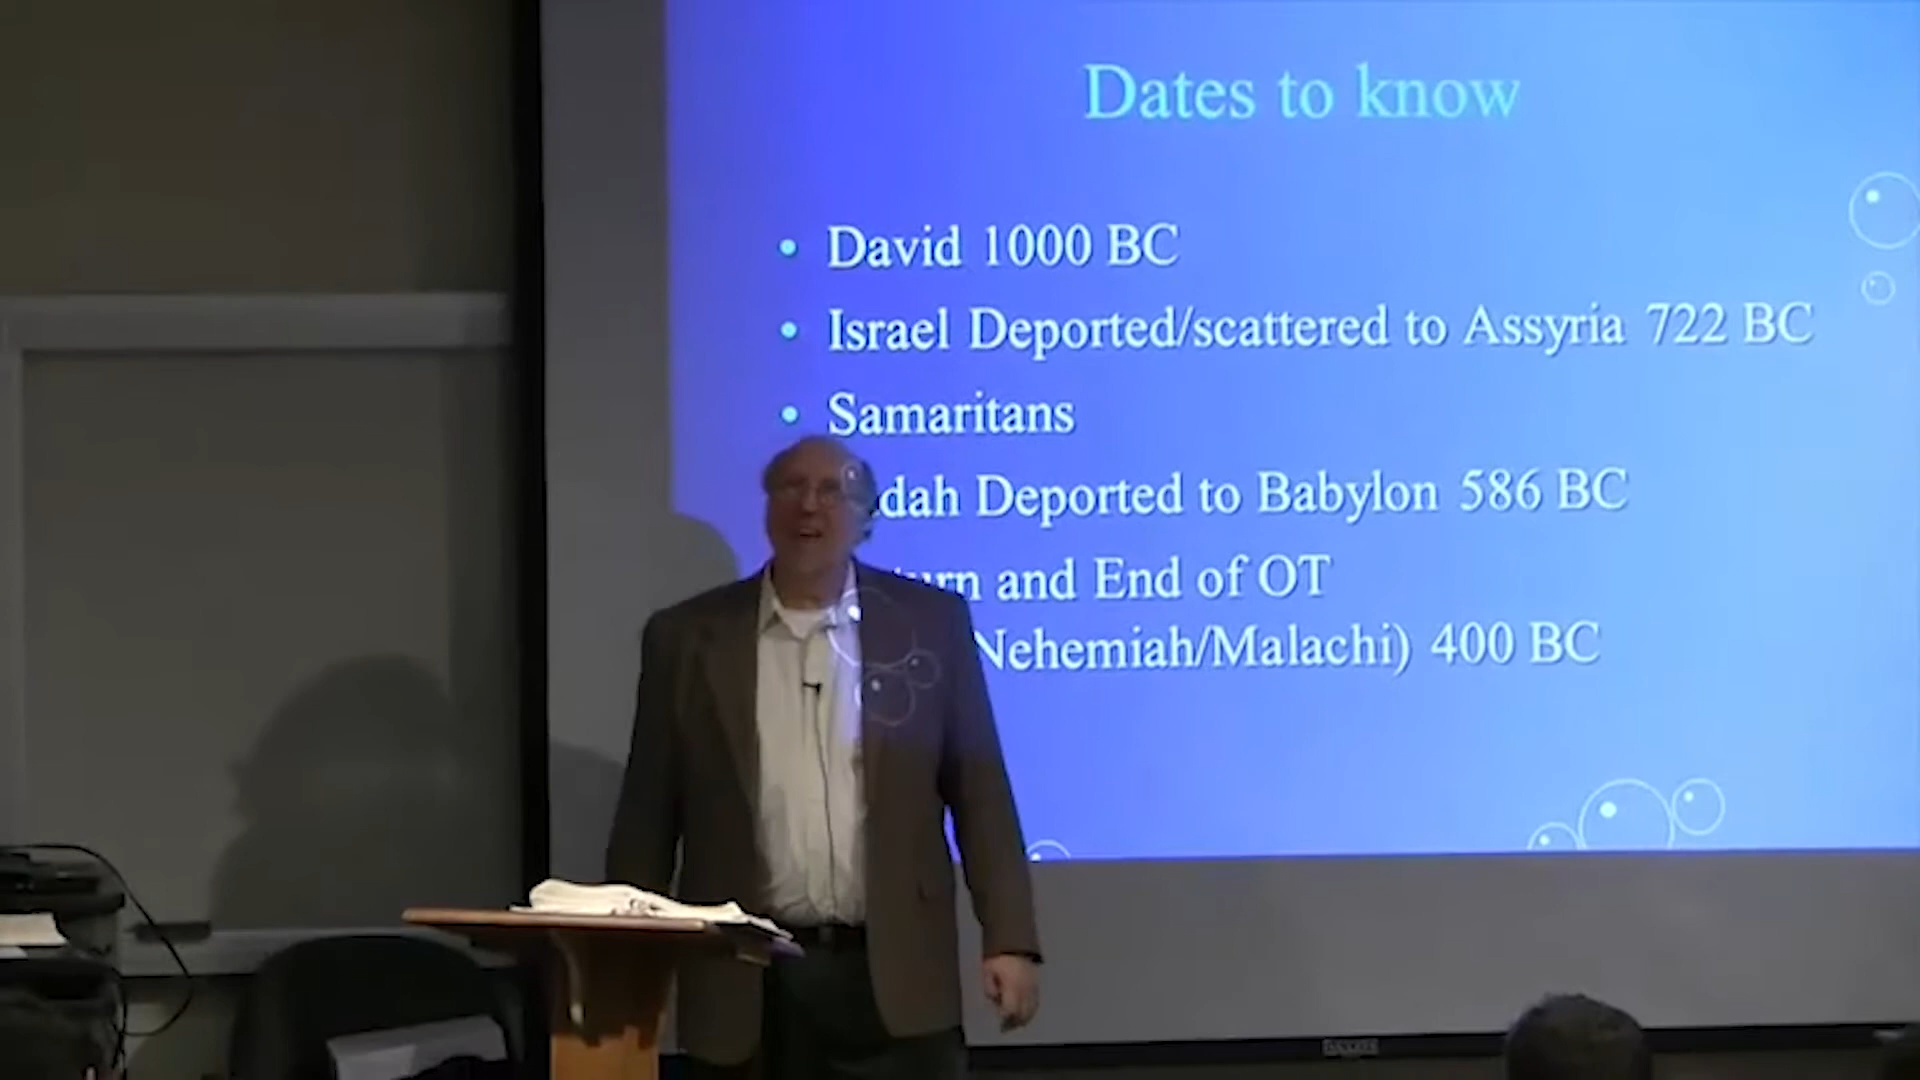 Dates to know
• David 1000 BC
• Israel Deported/scattered to Assyria 722 BC
• Samaritans
dah Deported to Babylon 586 BC
turn and End of OT
Nehemiah/Malachi) 400 BC